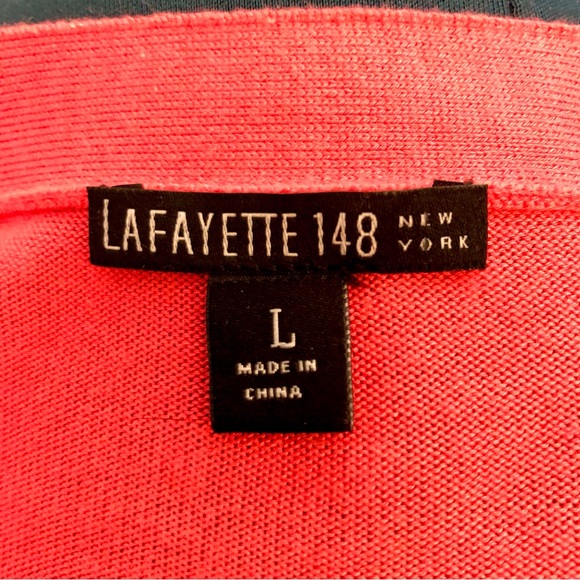 LAFAYETTE 148 NEW YORK
L
MADE IN
CHINA